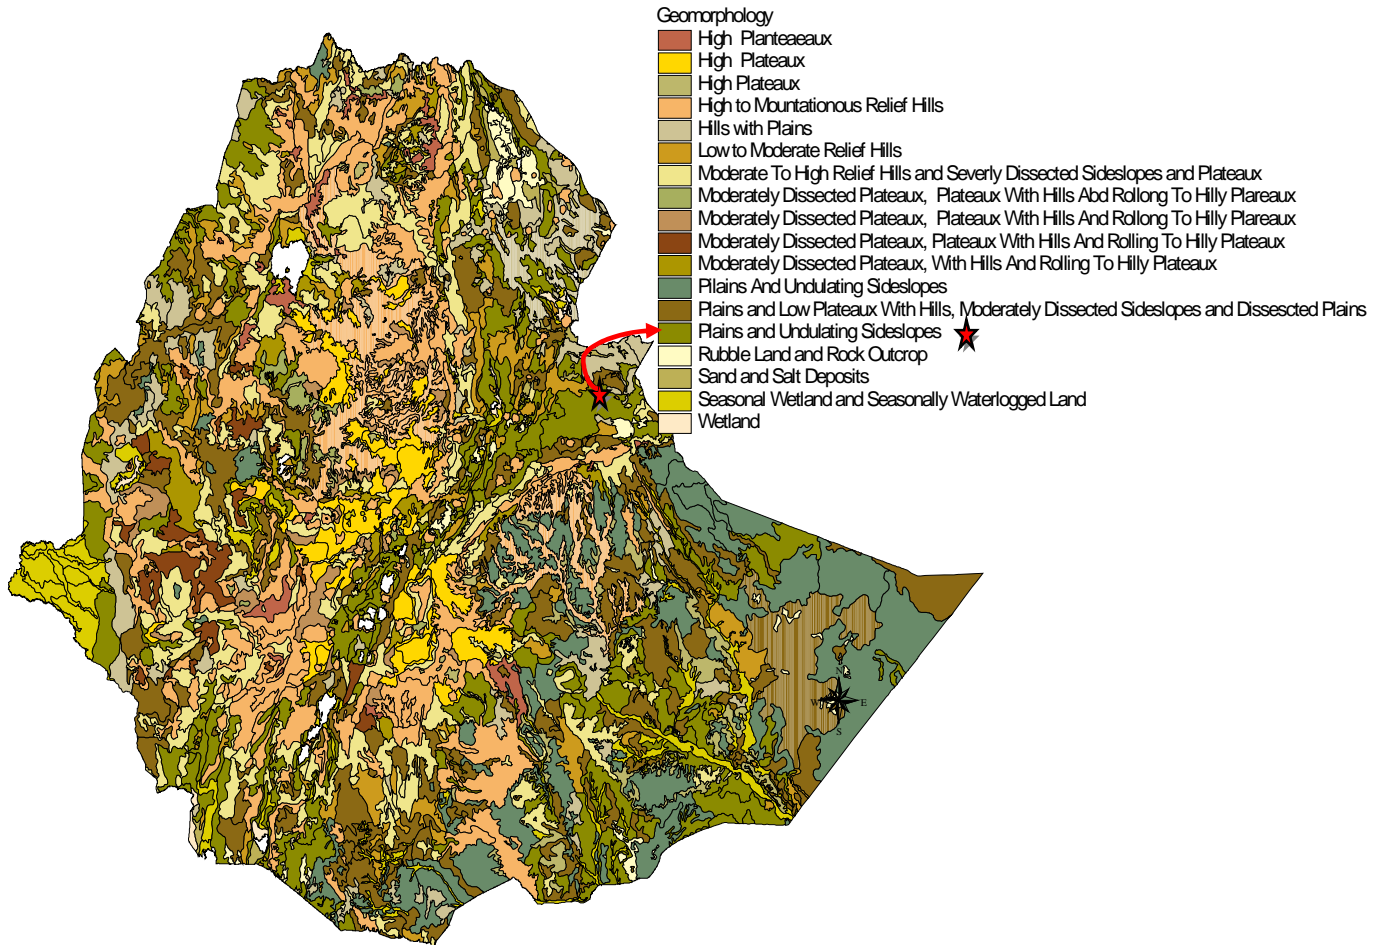 Geomorphology
High Planteaeaux
High Plateaux
High Plateaux
High to Mountationous Relief Hills
Hills with Plains
Low to Moderate Relief Hills
Moderate To High Relief Hills and Severly Dissected Sideslopes and Plateaux
Moderately Dissected Plateaux, Plateaux With Hills Abd Rollong To Hilly Plareaux
Moderately Dissected Plateaux, Plateaux With Hills And Rollong To Hilly Plareaux
Moderately Dissected Plateaux, Plateaux With Hills And Rolling To Hilly Plateaux
Moderately Dissected Plateaux, With Hills And Rolling To Hilly Plateaux
Pilains And Undulating Sideslopes
Plains and Low Plateaux With Hills, Moderately Dissected Sideslopes and Dissescted Plains
Plains and Undulating Sideslopes
Rubble Land and Rock Outcrop
Sand and Salt Deposits
Seasonal Wetland and Seasonally Waterlogged Land
Wetland
W E
S